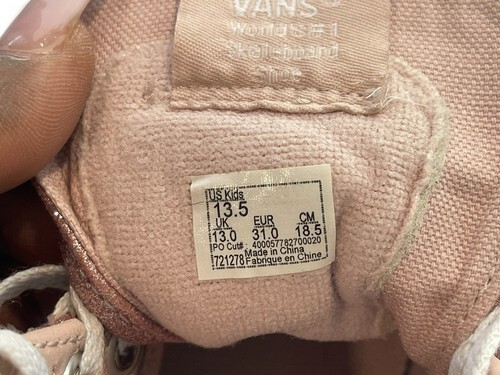 VANS
World's #1
Skateboard
Shoe
US Kids
13.5
UK EUR CM
13.0 31.0 18.5
PO Cut#: 400057782700020
Made in China
721278 Fabrique en Chine